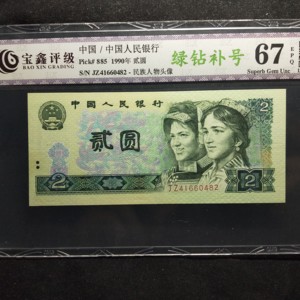 宝鑫评级
BAO XIN GRADING
中国 / 中国人民银行
Pick# 885 1990年 贰圆
S/N JZ41660482 - 民族人物头像
绿钻补号
67
EPQ
Superb Gem Unc
中国人民银行
贰圆
2
2
JZ41660482